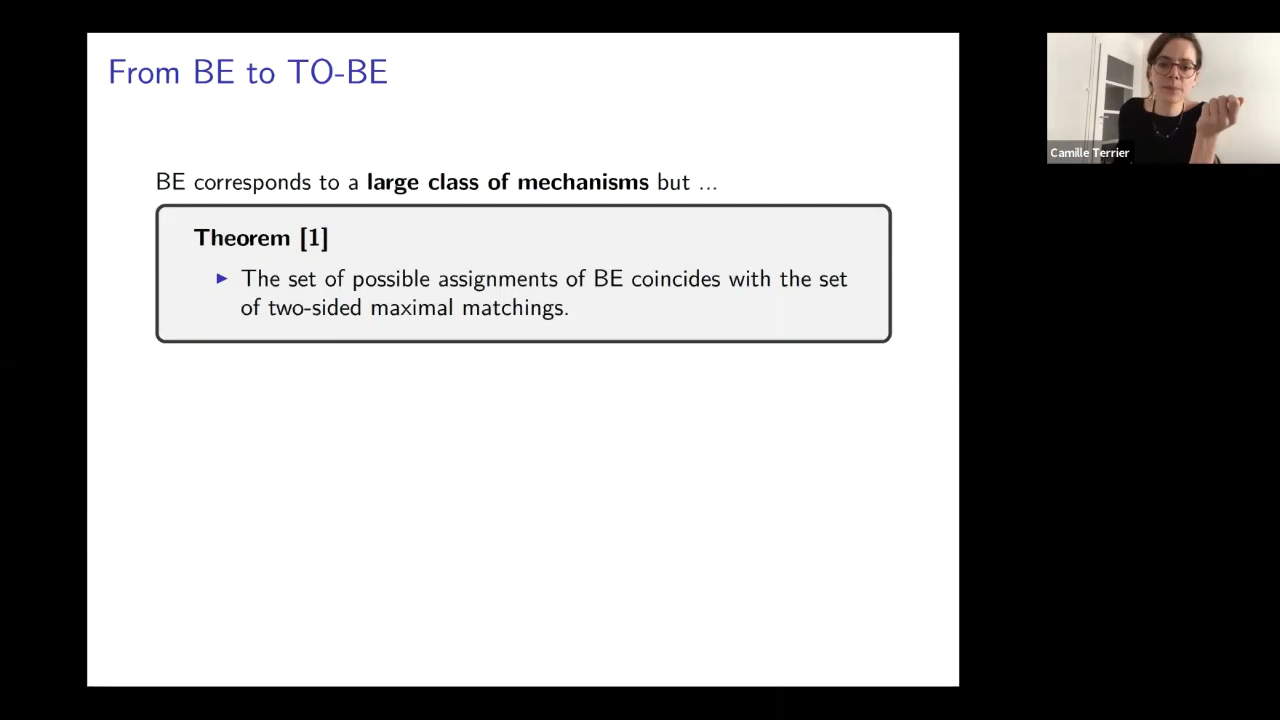 From BE to TO-BE
BE corresponds to a large class of mechanisms but ...
Theorem [1]
▶ The set of possible assignments of BE coincides with the set
of two-sided maximal matchings.
Camille Terrier